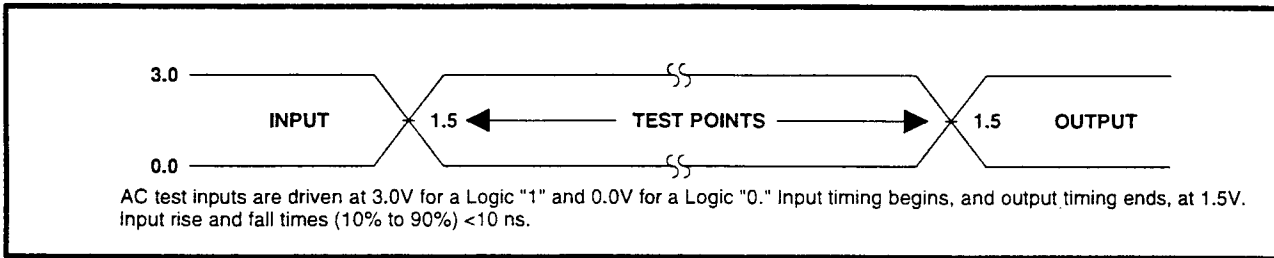 3.0
INPUT 1.5 TEST POINTS 1.5 OUTPUT
0.0
AC test inputs are driven at 3.0V for a Logic "1" and 0.0V for a Logic "0." Input timing begins, and output timing ends, at 1.5V.
Input rise and fall times (10% to 90%) <10 ns.